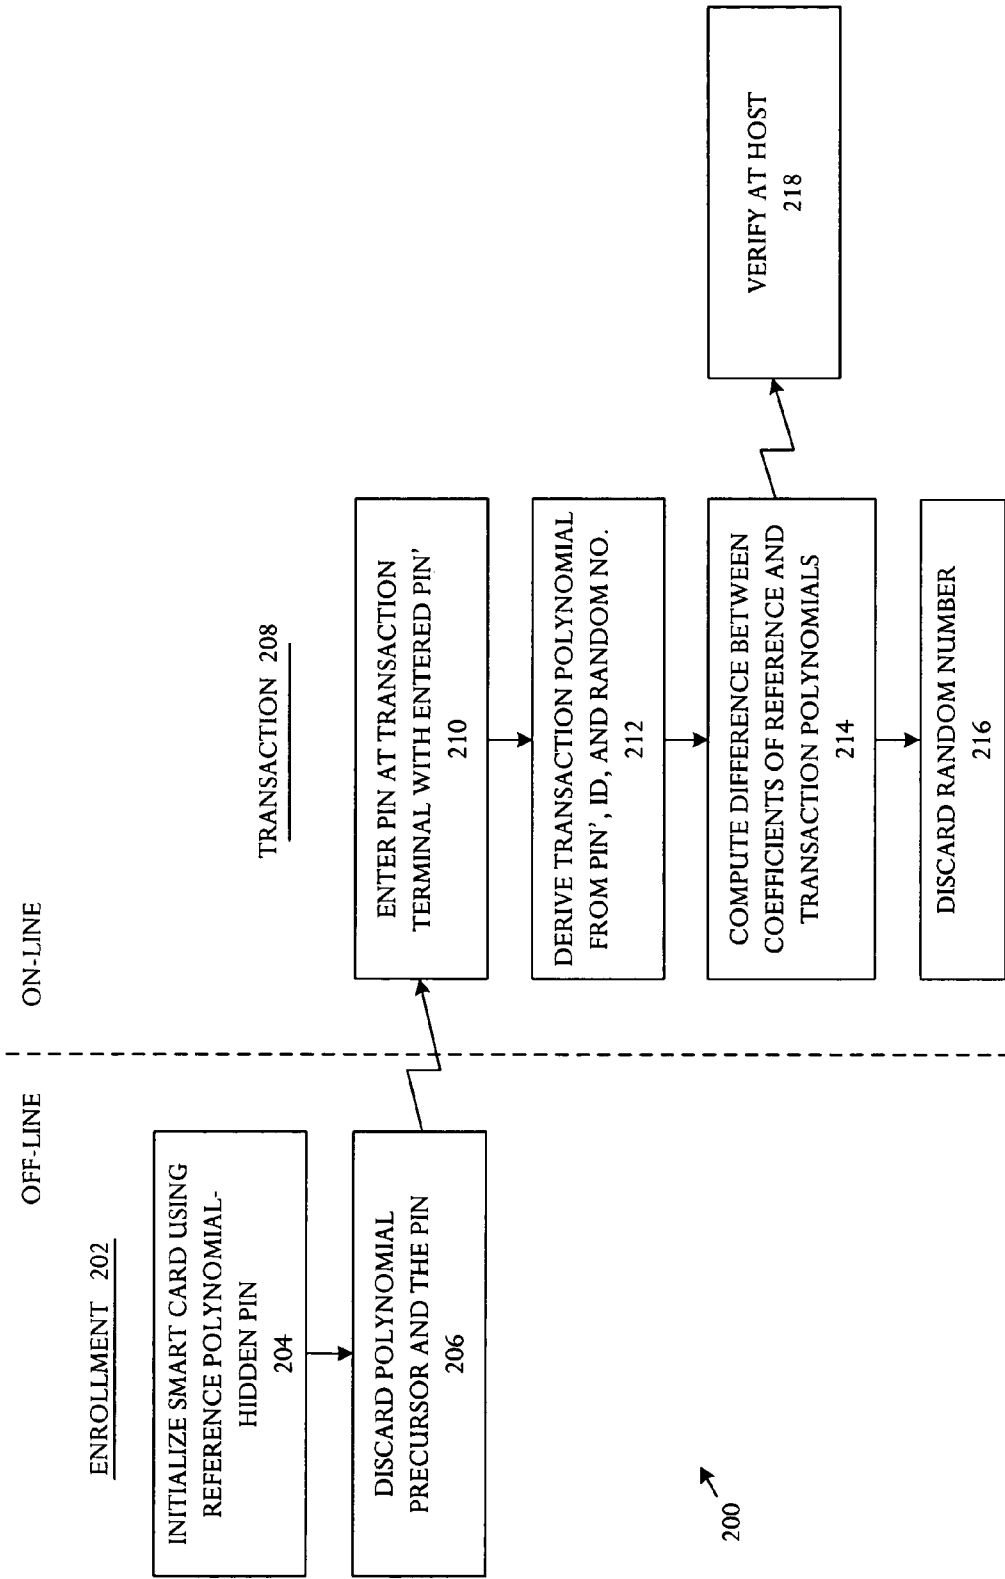 OFF-LINE
ON-LINE
ENROLLMENT 202
INITIALIZE SMART CARD USING
REFERENCE POLYNOMIAL-
HIDDEN PIN
204
DISCARD POLYNOMIAL
PRECURSOR AND THE PIN
206
200
TRANSACTION 208
ENTER PIN AT TRANSACTION
TERMINAL WITH ENTERED PIN'
210
DERIVE TRANSACTION POLYNOMIAL
FROM PIN', ID, AND RANDOM NO.
212
COMPUTE DIFFERENCE BETWEEN
COEFFICIENTS OF REFERENCE AND
TRANSACTION POLYNOMIALS
214
DISCARD RANDOM NUMBER
216
VERIFY AT HOST
218